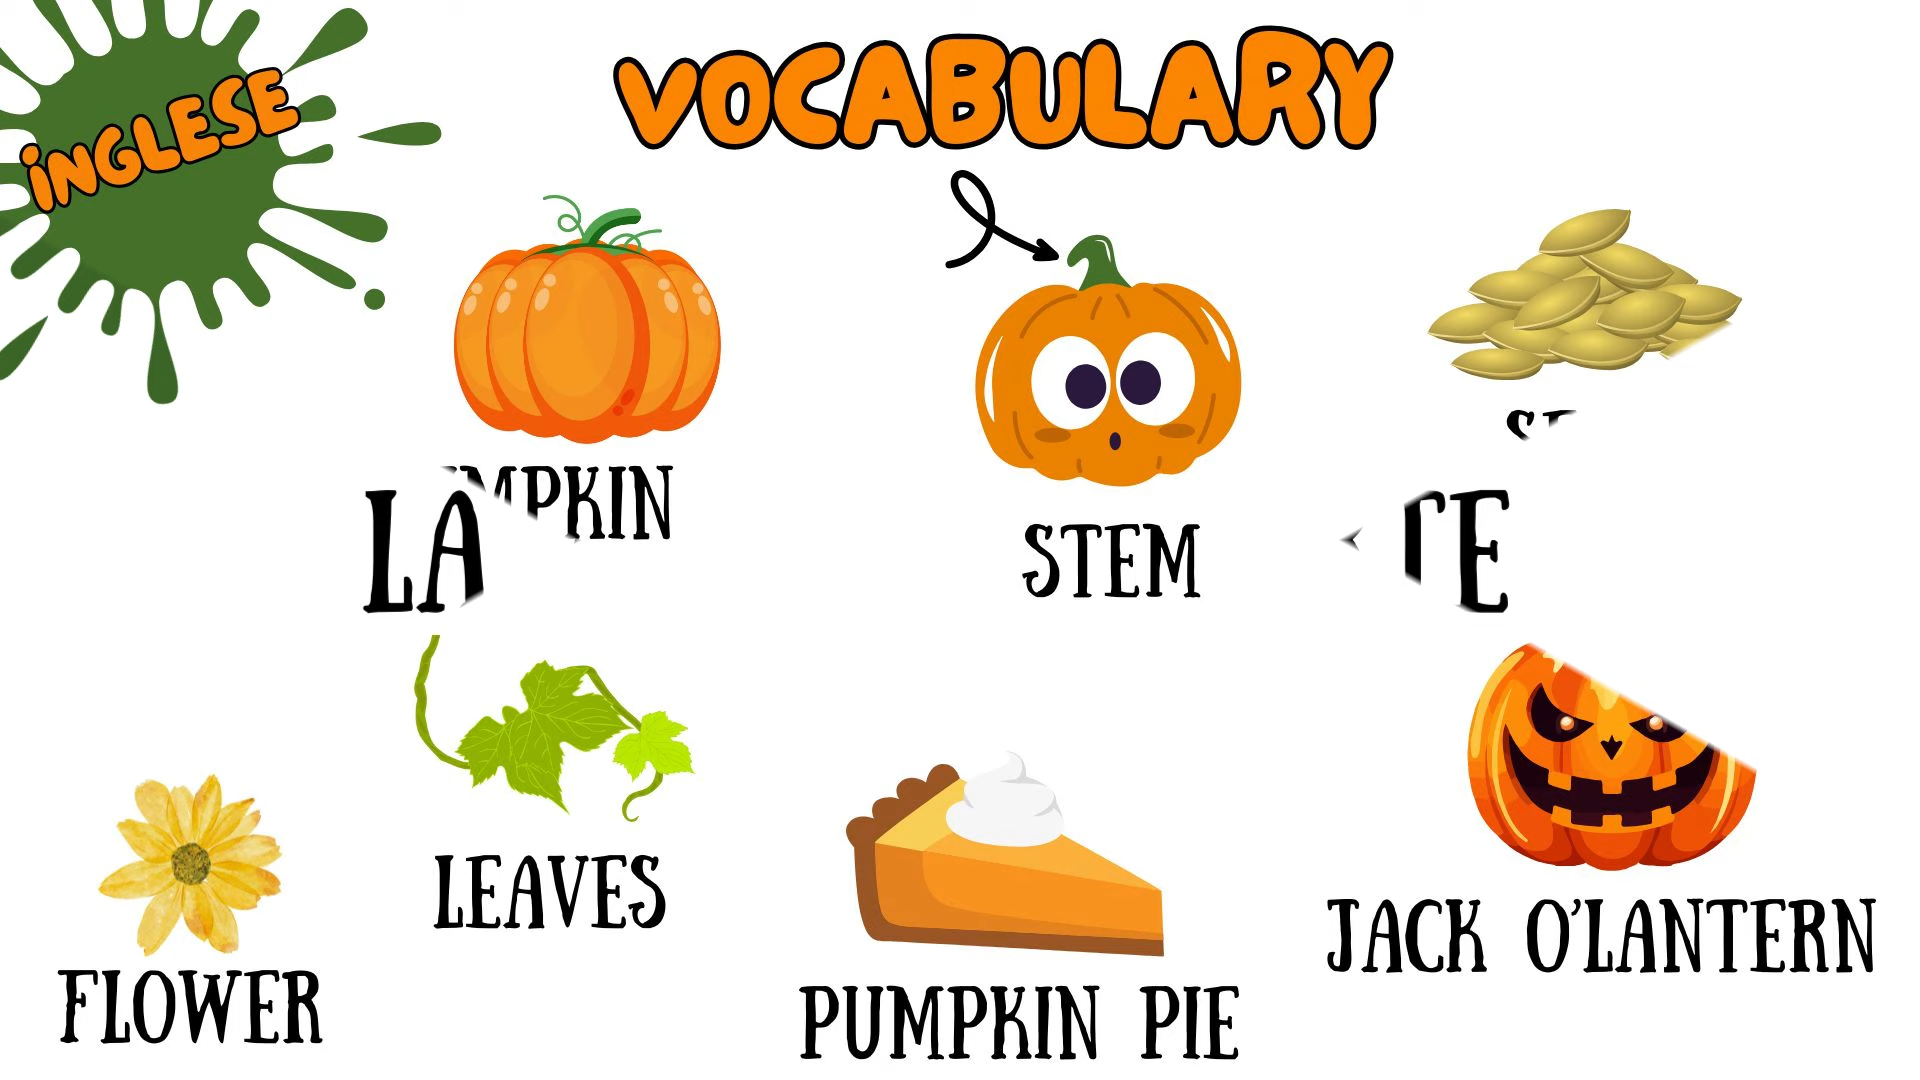 INGLESE
VOCABULARY
STEM
LEAVES
JACK O'LANTERN
FLOWER
PUMPKIN PIE